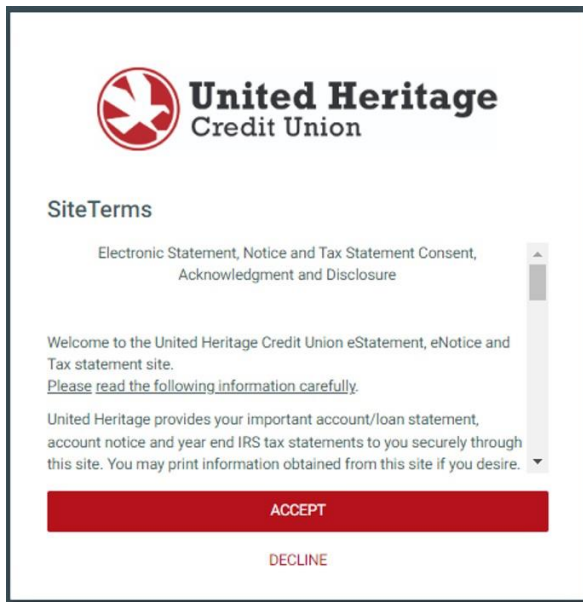 United Heritage
Credit Union
SiteTerms
Electronic Statement, Notice and Tax Statement Consent,
Acknowledgment and Disclosure
Welcome to the United Heritage Credit Union eStatement, eNotice and
Tax statement site.
Please read the following information carefully.
United Heritage provides your important account/loan statement,
account notice and year end IRS tax statements to you securely through
this site. You may print information obtained from this site if you desire.
ACCEPT
DECLINE